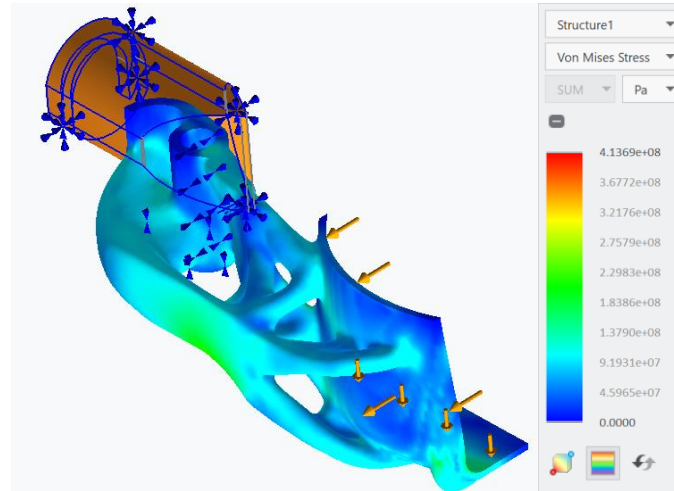 Structure1
Von Mises Stress
SUM
Pa
4.1369e+08
3.6772e+08
3.2176e+08
2.7579e+08
2.2983e+08
1.8386e+08
1.3790e+08
9.1931e+07
4.5965e+07
0.0000